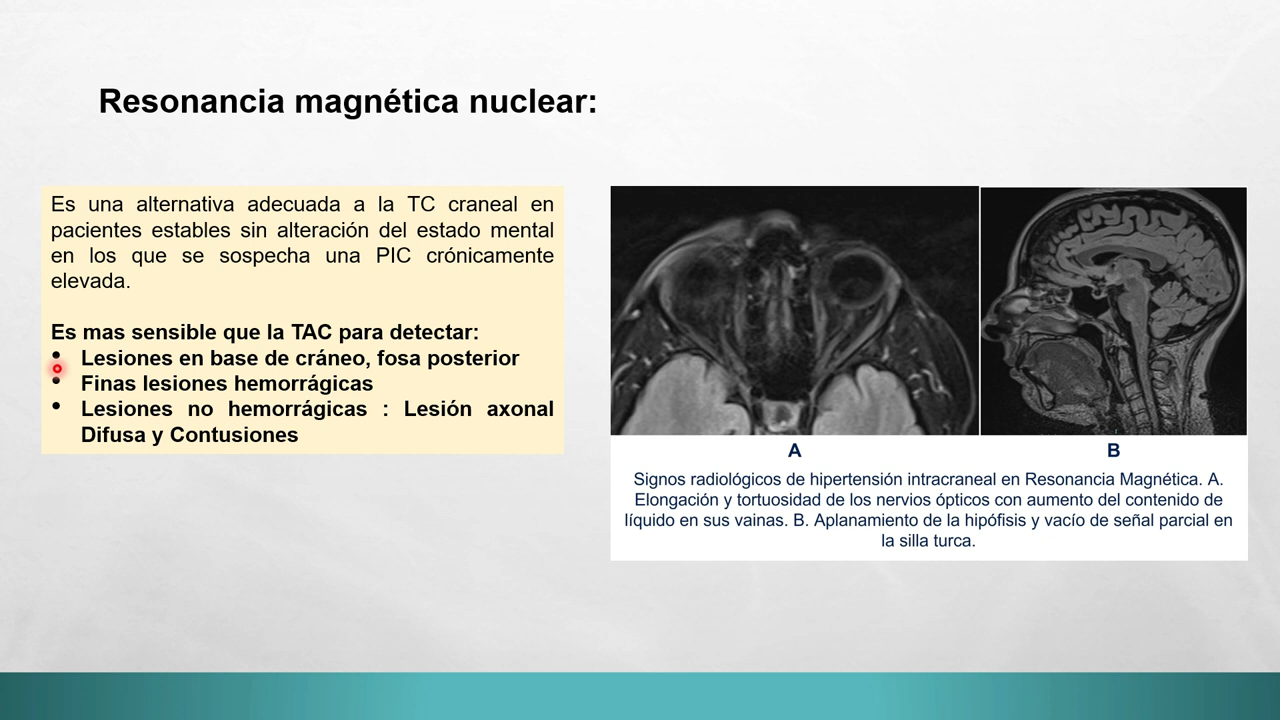 Resonancia magnética nuclear:
Es una alternativa adecuada a la TC craneal en
pacientes estables sin alteración del estado mental
en los que se sospecha una PIC crónicamente
elevada.
Es mas sensible que la TAC para detectar:
• Lesiones en base de cráneo, fosa posterior
• Finas lesiones hemorrágicas
• Lesiones no hemorrágicas : Lesión axonal
Difusa y Contusiones
A
B
Signos radiológicos de hipertensión intracraneal en Resonancia Magnética. A.
Elongación y tortuosidad de los nervios ópticos con aumento del contenido de
líquido en sus vainas. B. Aplanamiento de la hipófisis y vacío de señal parcial en
la silla turca.